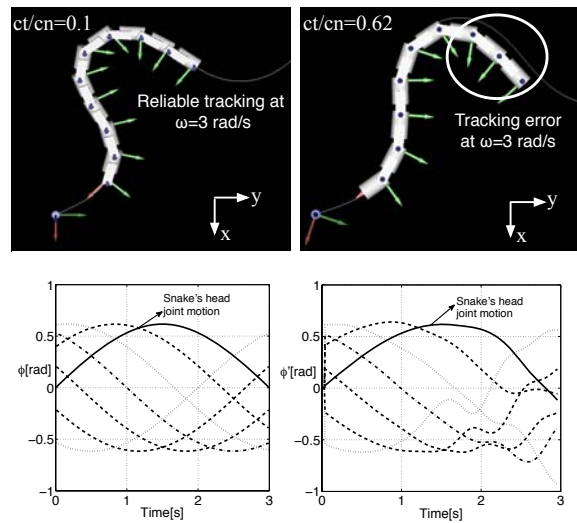 ct/cn=0.1
Reliable tracking at
ω=3 rad/s
y
x
ct/cn=0.62
Tracking error
at ω=3 rad/s
y
x
1
0.5
0
−0.5
−1
ϕ[rad]
Snake's head
joint motion
0 1 2 3
Time[s]
1
0.5
0
−0.5
−1
ϕ'[rad]
Snake's head
joint motion
0 1 2 3
Time[s]